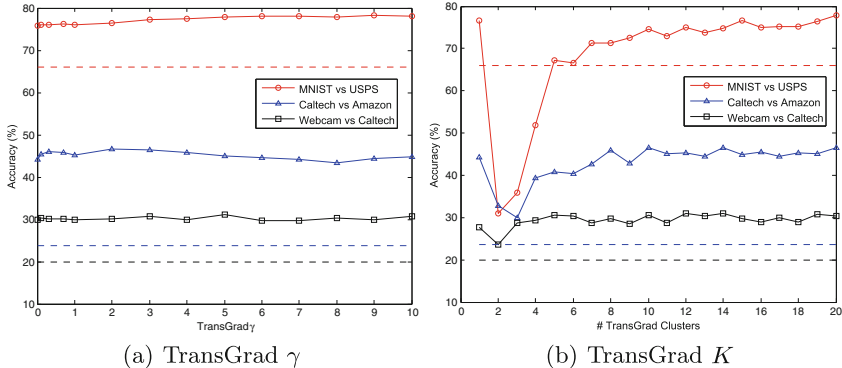 80
70
60
50
40
30
20
10
Accuracy (%)
MNIST vs USPS
Caltech vs Amazon
Webcam vs Caltech
0 1 2 3 4 5 6 7 8 9 10
TransGrad γ
(a) TransGrad γ
80
70
60
50
40
30
20
10
Accuracy (%)
MNIST vs USPS
Caltech vs Amazon
Webcam vs Caltech
0 2 4 6 8 10 12 14 16 18 20
# TransGrad Clusters
(b) TransGrad K